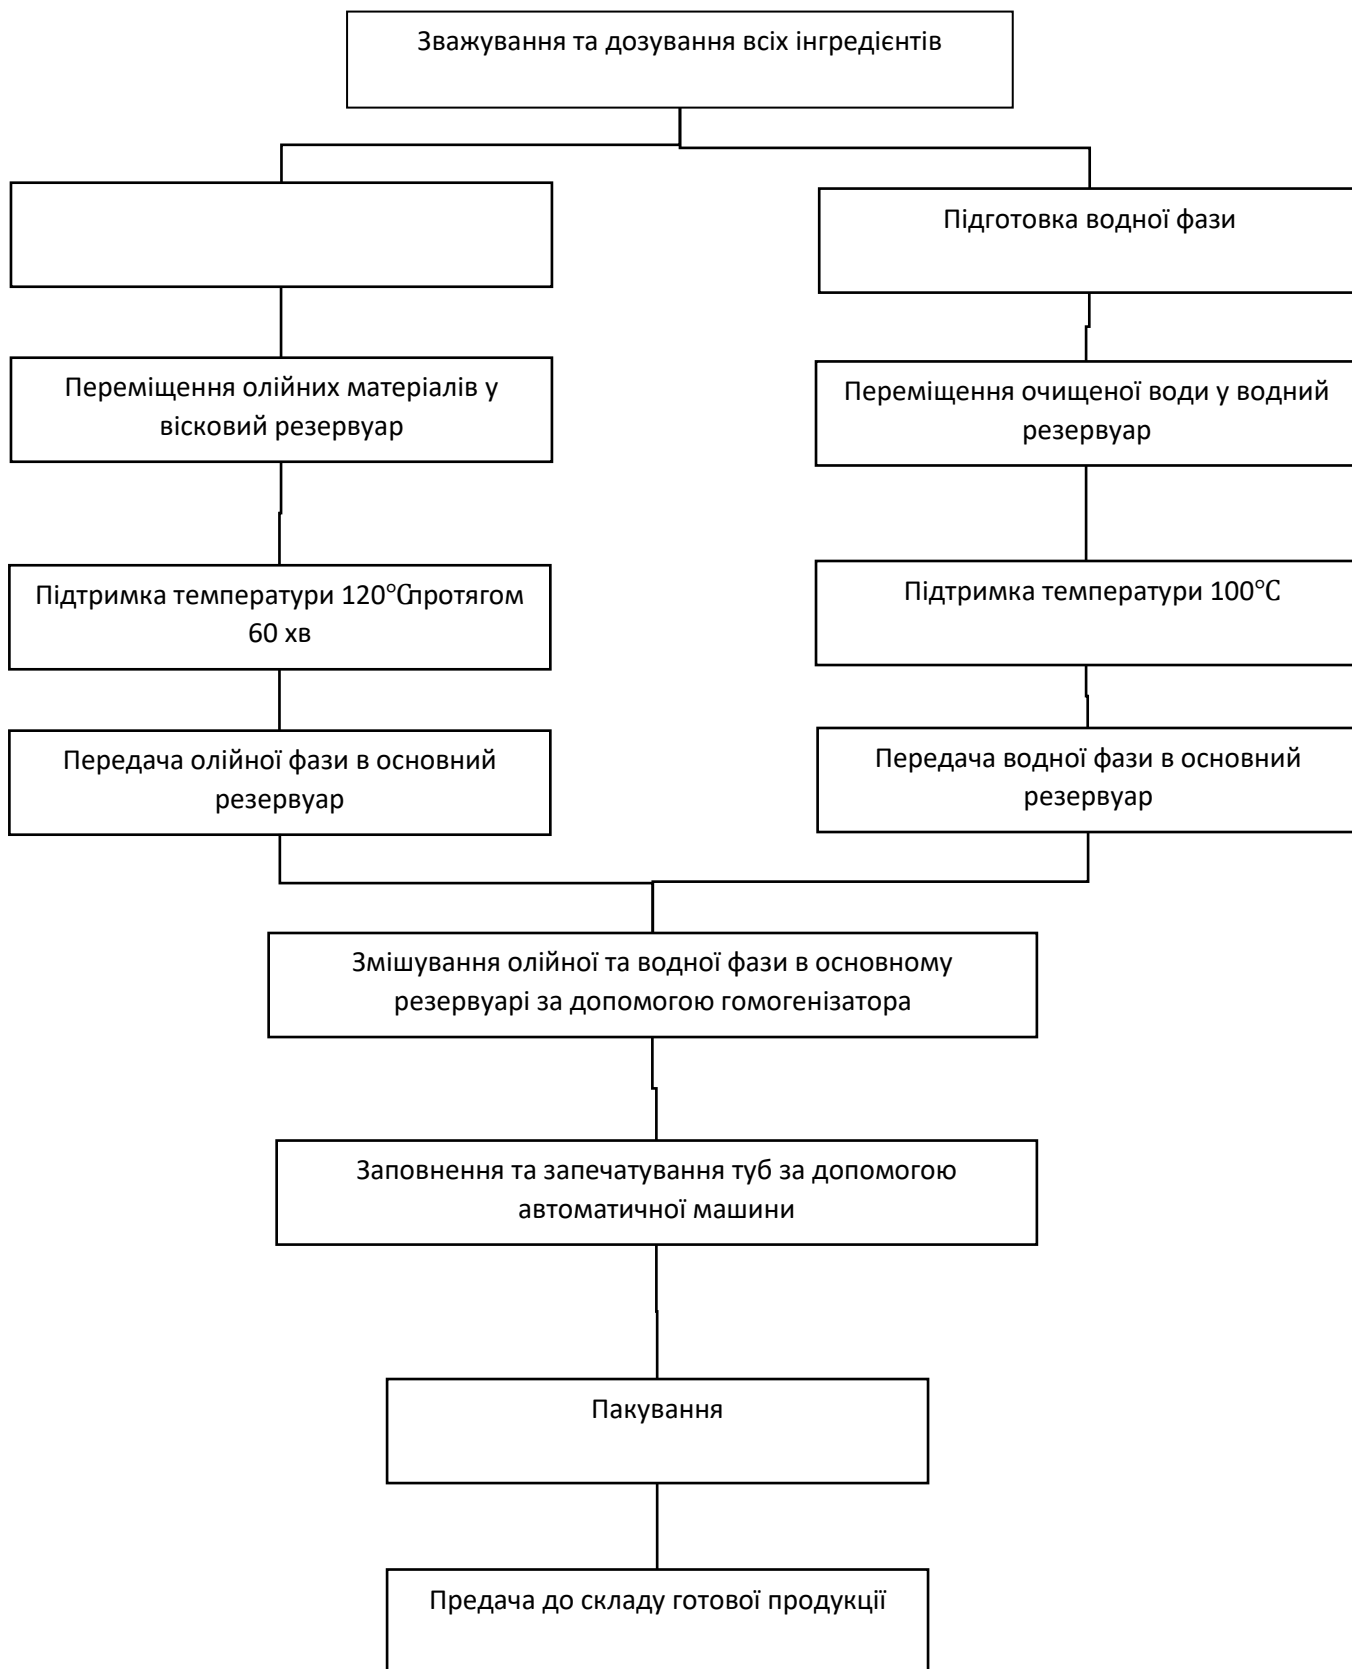 Зважування та дозування всіх інгредієнтів
Підготовка водної фази
Переміщення олійних матеріалів у
вісковий резервуар
Переміщення очищеної води у водний
резервуар
Підтримка температури 120℃протягом
60 хв
Підтримка температури 100℃
Передача олійної фази в основний
резервуар
Передача водної фази в основний
резервуар
Змішування олійної та водної фази в основному
резервуарі за допомогою гомогенізатора
Заповнення та запечатування туб за допомогою
автоматичної машини
Пакування
Предача до складу готової продукції